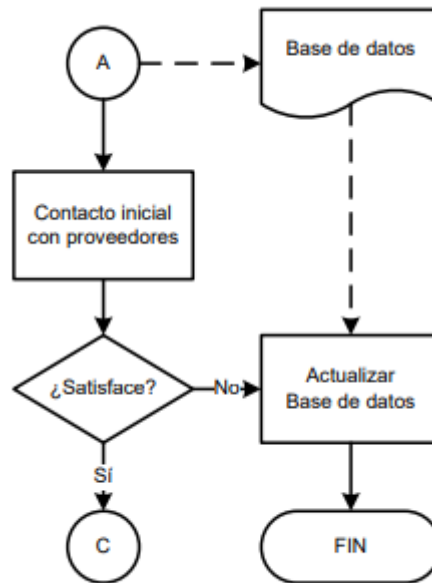 A
Base de datos
Contacto inicial
con proveedores
¿Satisface?
No
Actualizar
Base de datos
Sí
C
FIN